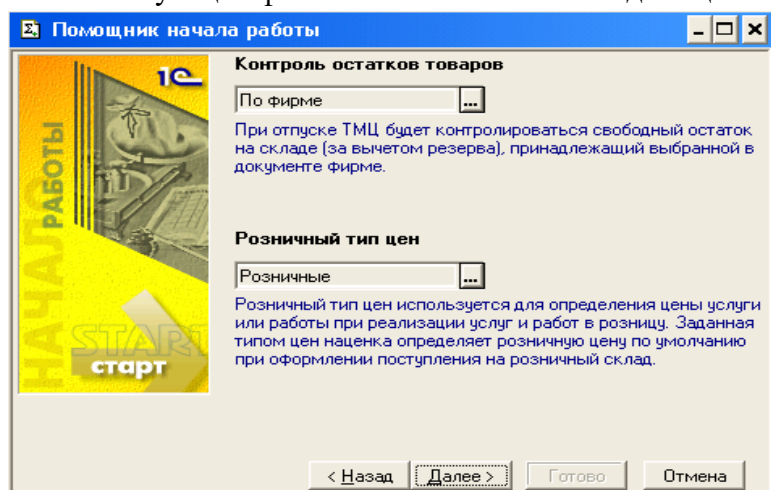 Помощник начала работы
1С
НАЧАЛО
РАБОТЫ
START
старт
Контроль остатков товаров
По фирме
...
При отпуске ТМЦ будет контролироваться свободный остаток
на складе (за вычетом резерва), принадлежащий выбранной в
документе фирме.
Розничный тип цен
Розничные
...
Розничный тип цен используется для определения цены услуги
или работы при реализации услуг и работ в розницу. Заданная
типом цен наценка определяет розничную цену по умолчанию
при оформлении поступления на розничный склад.
< Назад Далее > Готово Отмена